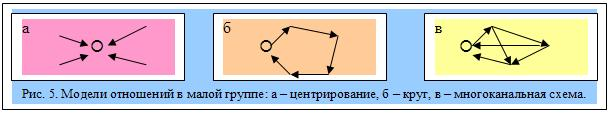 а
б
в
Рис. 5. Модели отношений в малой группе: а – центрирование, б – круг, в – многоканальная схема.